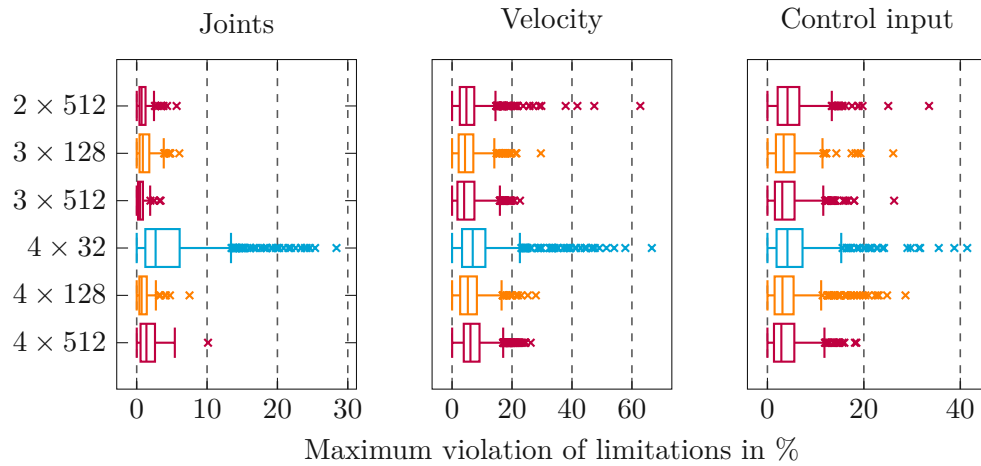 Joints
Velocity
Control input
2 × 512
3 × 128
3 × 512
4 × 32
4 × 128
4 × 512
0 10 20 30
0 20 40 60
0 20 40
Maximum violation of limitations in %